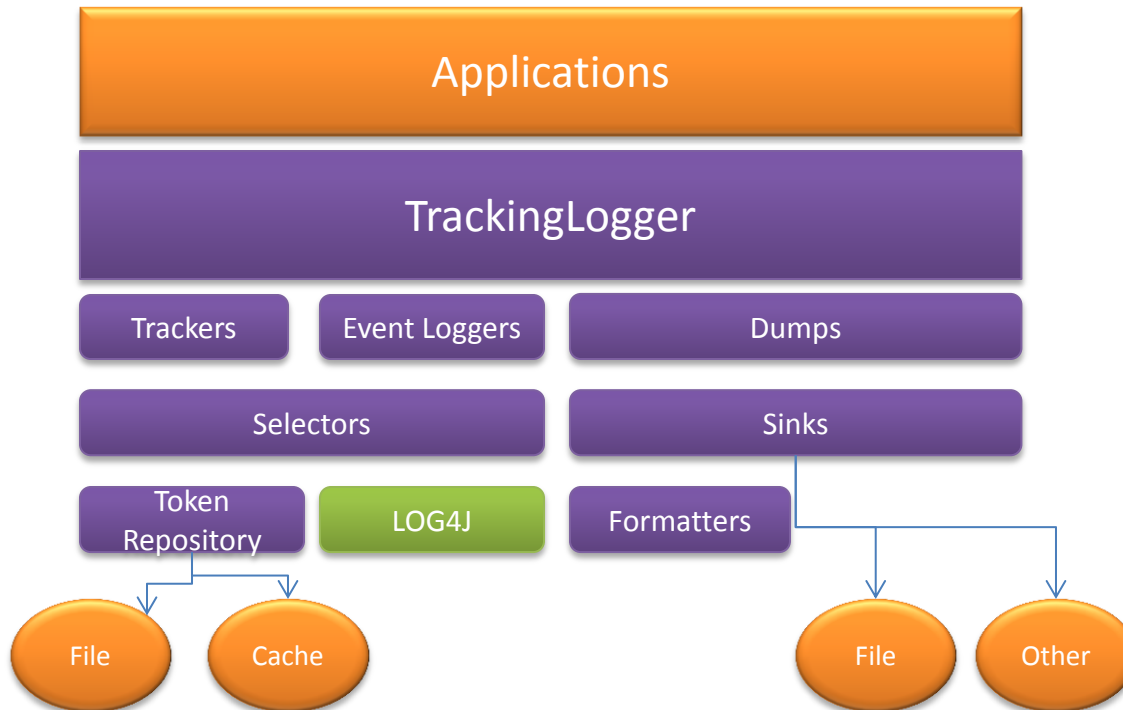 Applications
TrackingLogger
Trackers
Event Loggers
Dumps
Selectors
Sinks
Token
Repository
LOG4J
Formatters
File
Cache
File
Other